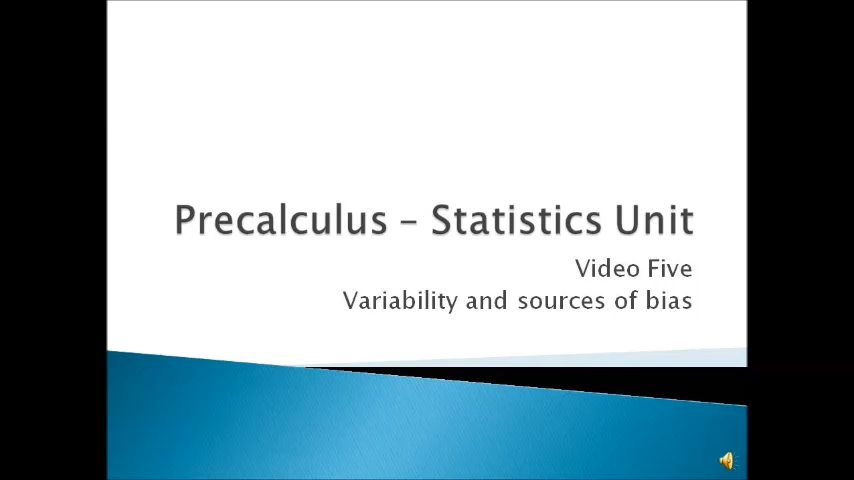 Precalculus – Statistics Unit
Video Five
Variability and sources of bias